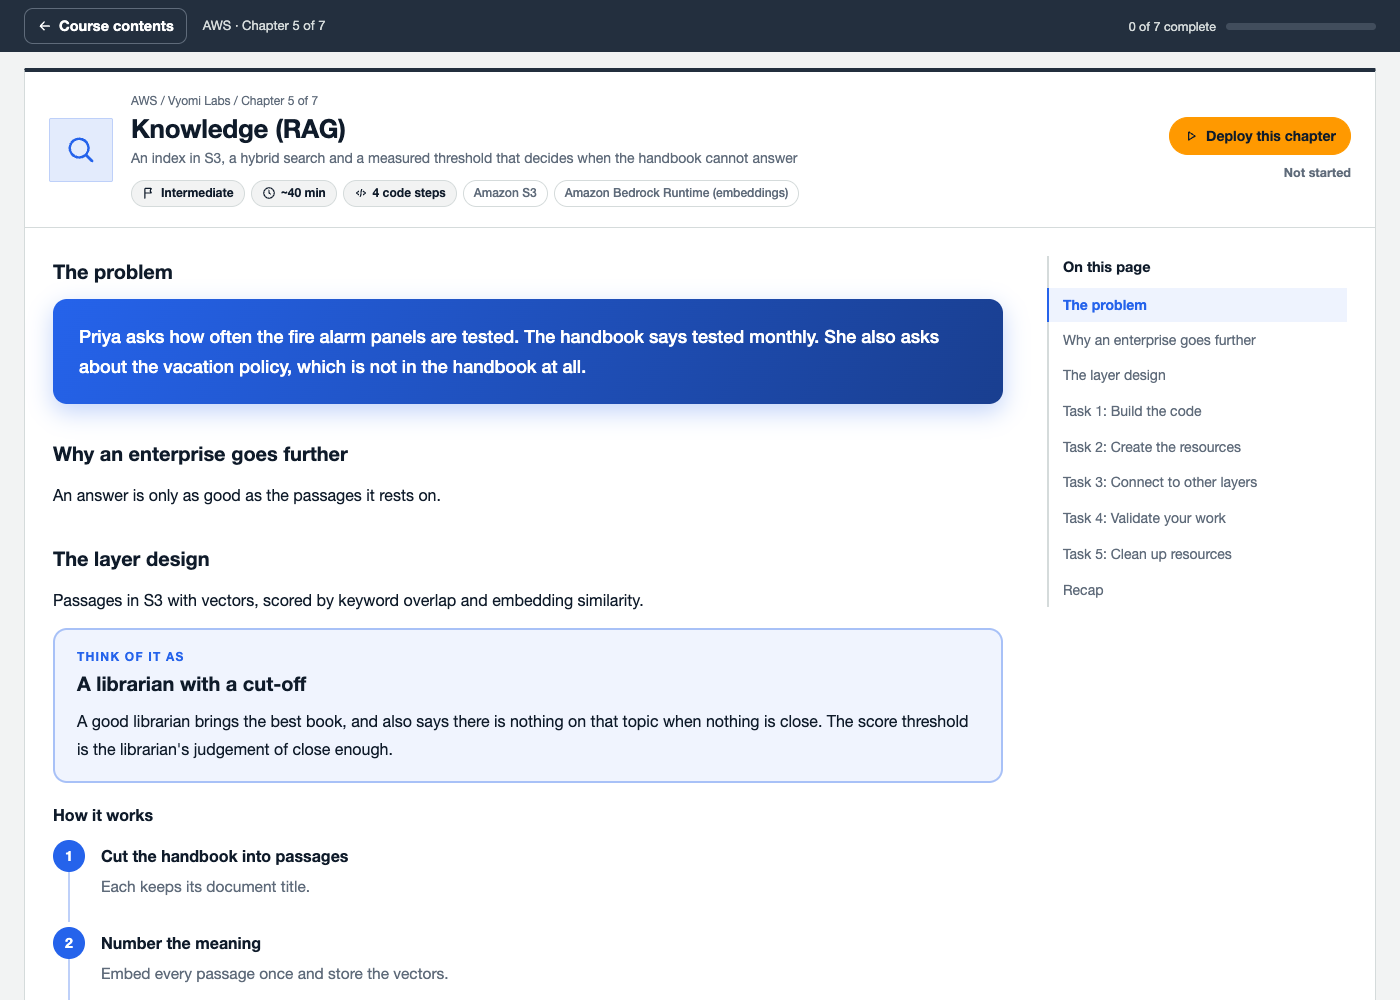 Course contents
AWS · Chapter 5 of 7
0 of 7 complete
AWS / Vyomi Labs / Chapter 5 of 7
Knowledge (RAG)
An index in S3, a hybrid search and a measured threshold that decides when the handbook cannot answer
Intermediate
~40 min
4 code steps
Amazon S3
Amazon Bedrock Runtime (embeddings)
Deploy this chapter
Not started
The problem
Priya asks how often the fire alarm panels are tested. The handbook says tested monthly. She also asks
about the vacation policy, which is not in the handbook at all.
Why an enterprise goes further
An answer is only as good as the passages it rests on.
The layer design
Passages in S3 with vectors, scored by keyword overlap and embedding similarity.
THINK OF IT AS
A librarian with a cut-off
A good librarian brings the best book, and also says there is nothing on that topic when nothing is close. The score threshold
is the librarian's judgement of close enough.
How it works
1
Cut the handbook into passages
Each keeps its document title.
2
Number the meaning
Embed every passage once and store the vectors.
On this page
The problem
Why an enterprise goes further
The layer design
Task 1: Build the code
Task 2: Create the resources
Task 3: Connect to other layers
Task 4: Validate your work
Task 5: Clean up resources
Recap